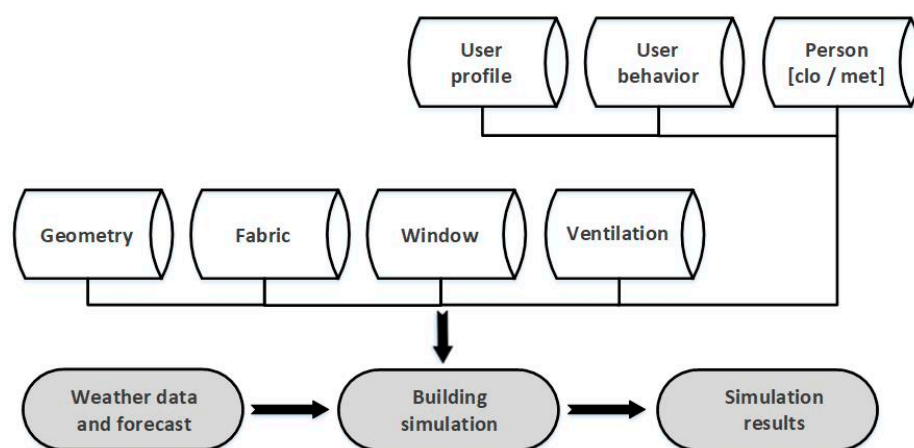 User
profile
User
behavior
Person
[clo / met]
Geometry
Fabric
Window
Ventilation
Weather data
and forecast
Building
simulation
Simulation
results